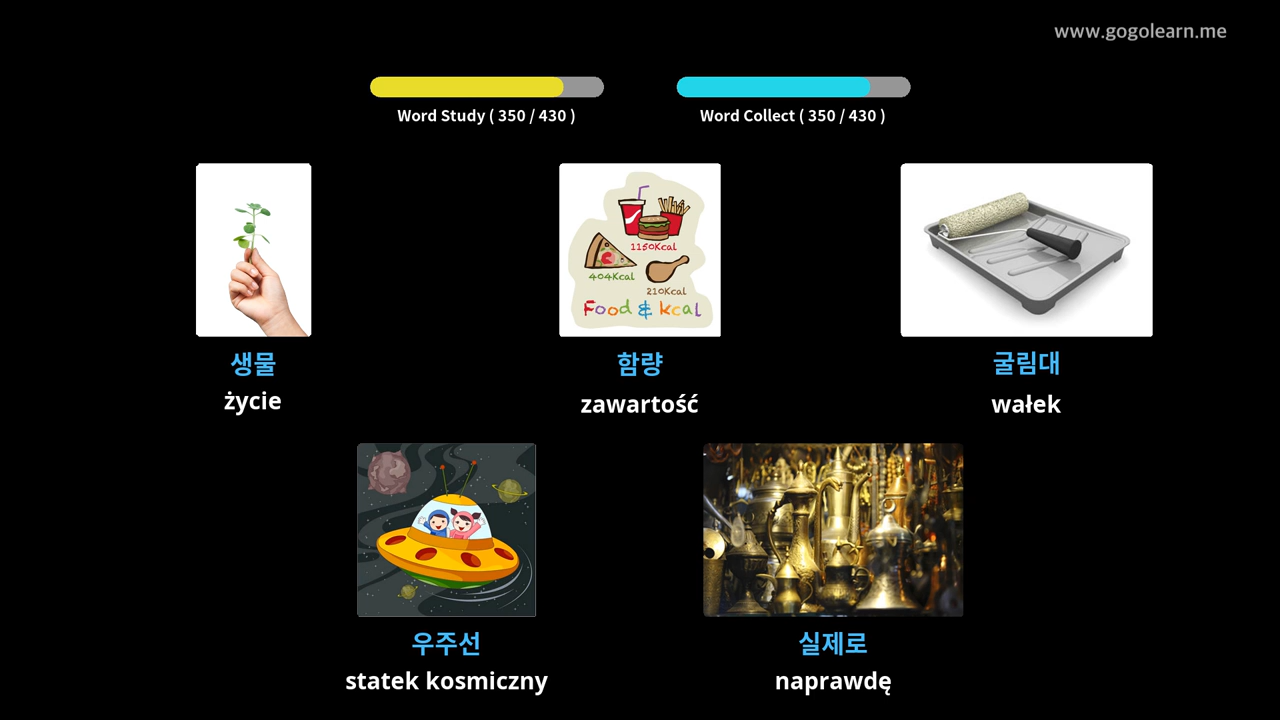 www.gogolearn.me
Word Study ( 350 / 430 )
Word Collect ( 350 / 430 )
1150Kcal
404Kcal
210Kcal
Food & kcal
생물
życie
함량
zawartość
굴림대
wałek
우주선
statek kosmiczny
실제로
naprawdę